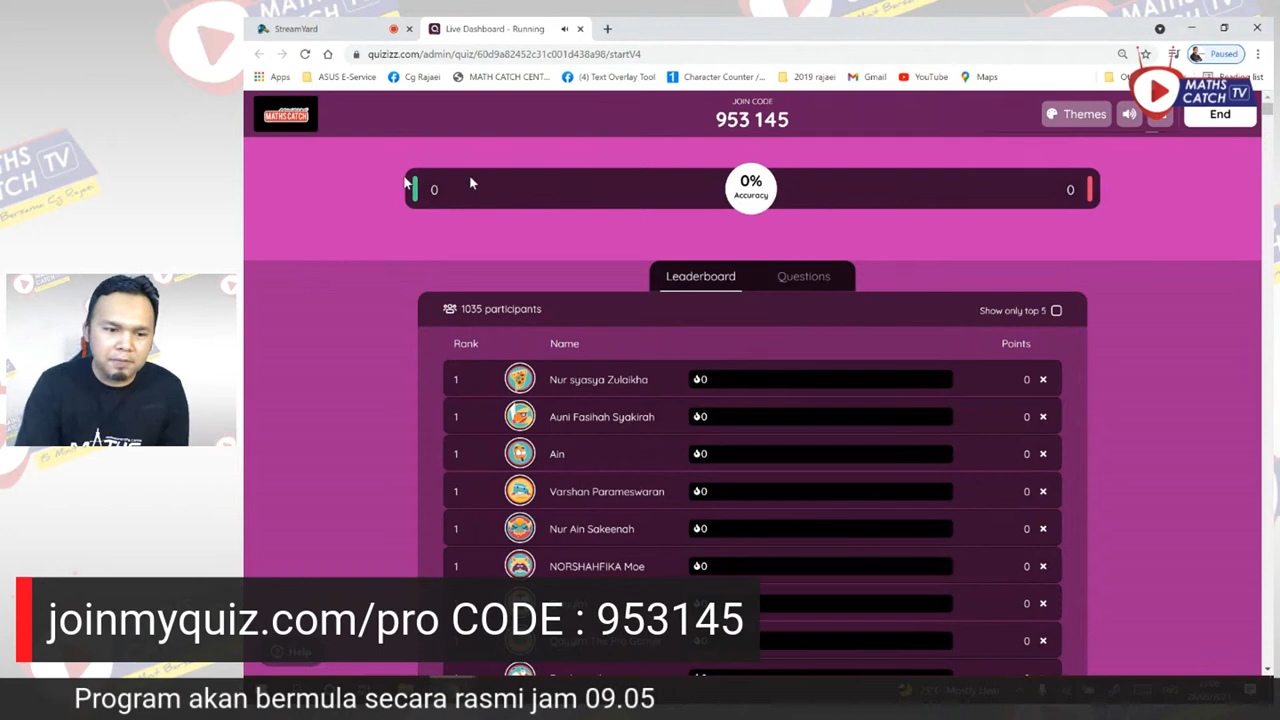 StreamYard
Live Dashboard - Running
quizizz.com/admin/quiz/60d9a82452c31c001d438a98/startV4
Paused
Apps
ASUS E-Service
Cg Rajaei
MATH CATCH CENT...
(4) Text Overlay Tool
Character Counter /...
2019 rajaei
Gmail
YouTube
Maps
Reading list
MATHS
CATCH
TV
MATHSCATCH
JOIN CODE
953 145
Themes
End
0
0%
Accuracy
0
Leaderboard
Questions
1035 participants
Show only top 5
Rank Name Points
1 Nur syasya Zulaikha 0 0
1 Auni Fasihah Syakirah 0 0
1 Ain 0 0
1 Varshan Parameswaran 0 0
1 Nur Ain Sakeenah 0 0
1 NORSHAHFIKA Moe 0 0
joinmyquiz.com/pro CODE : 953145
Help
Program akan bermula secara rasmi jam 09.05